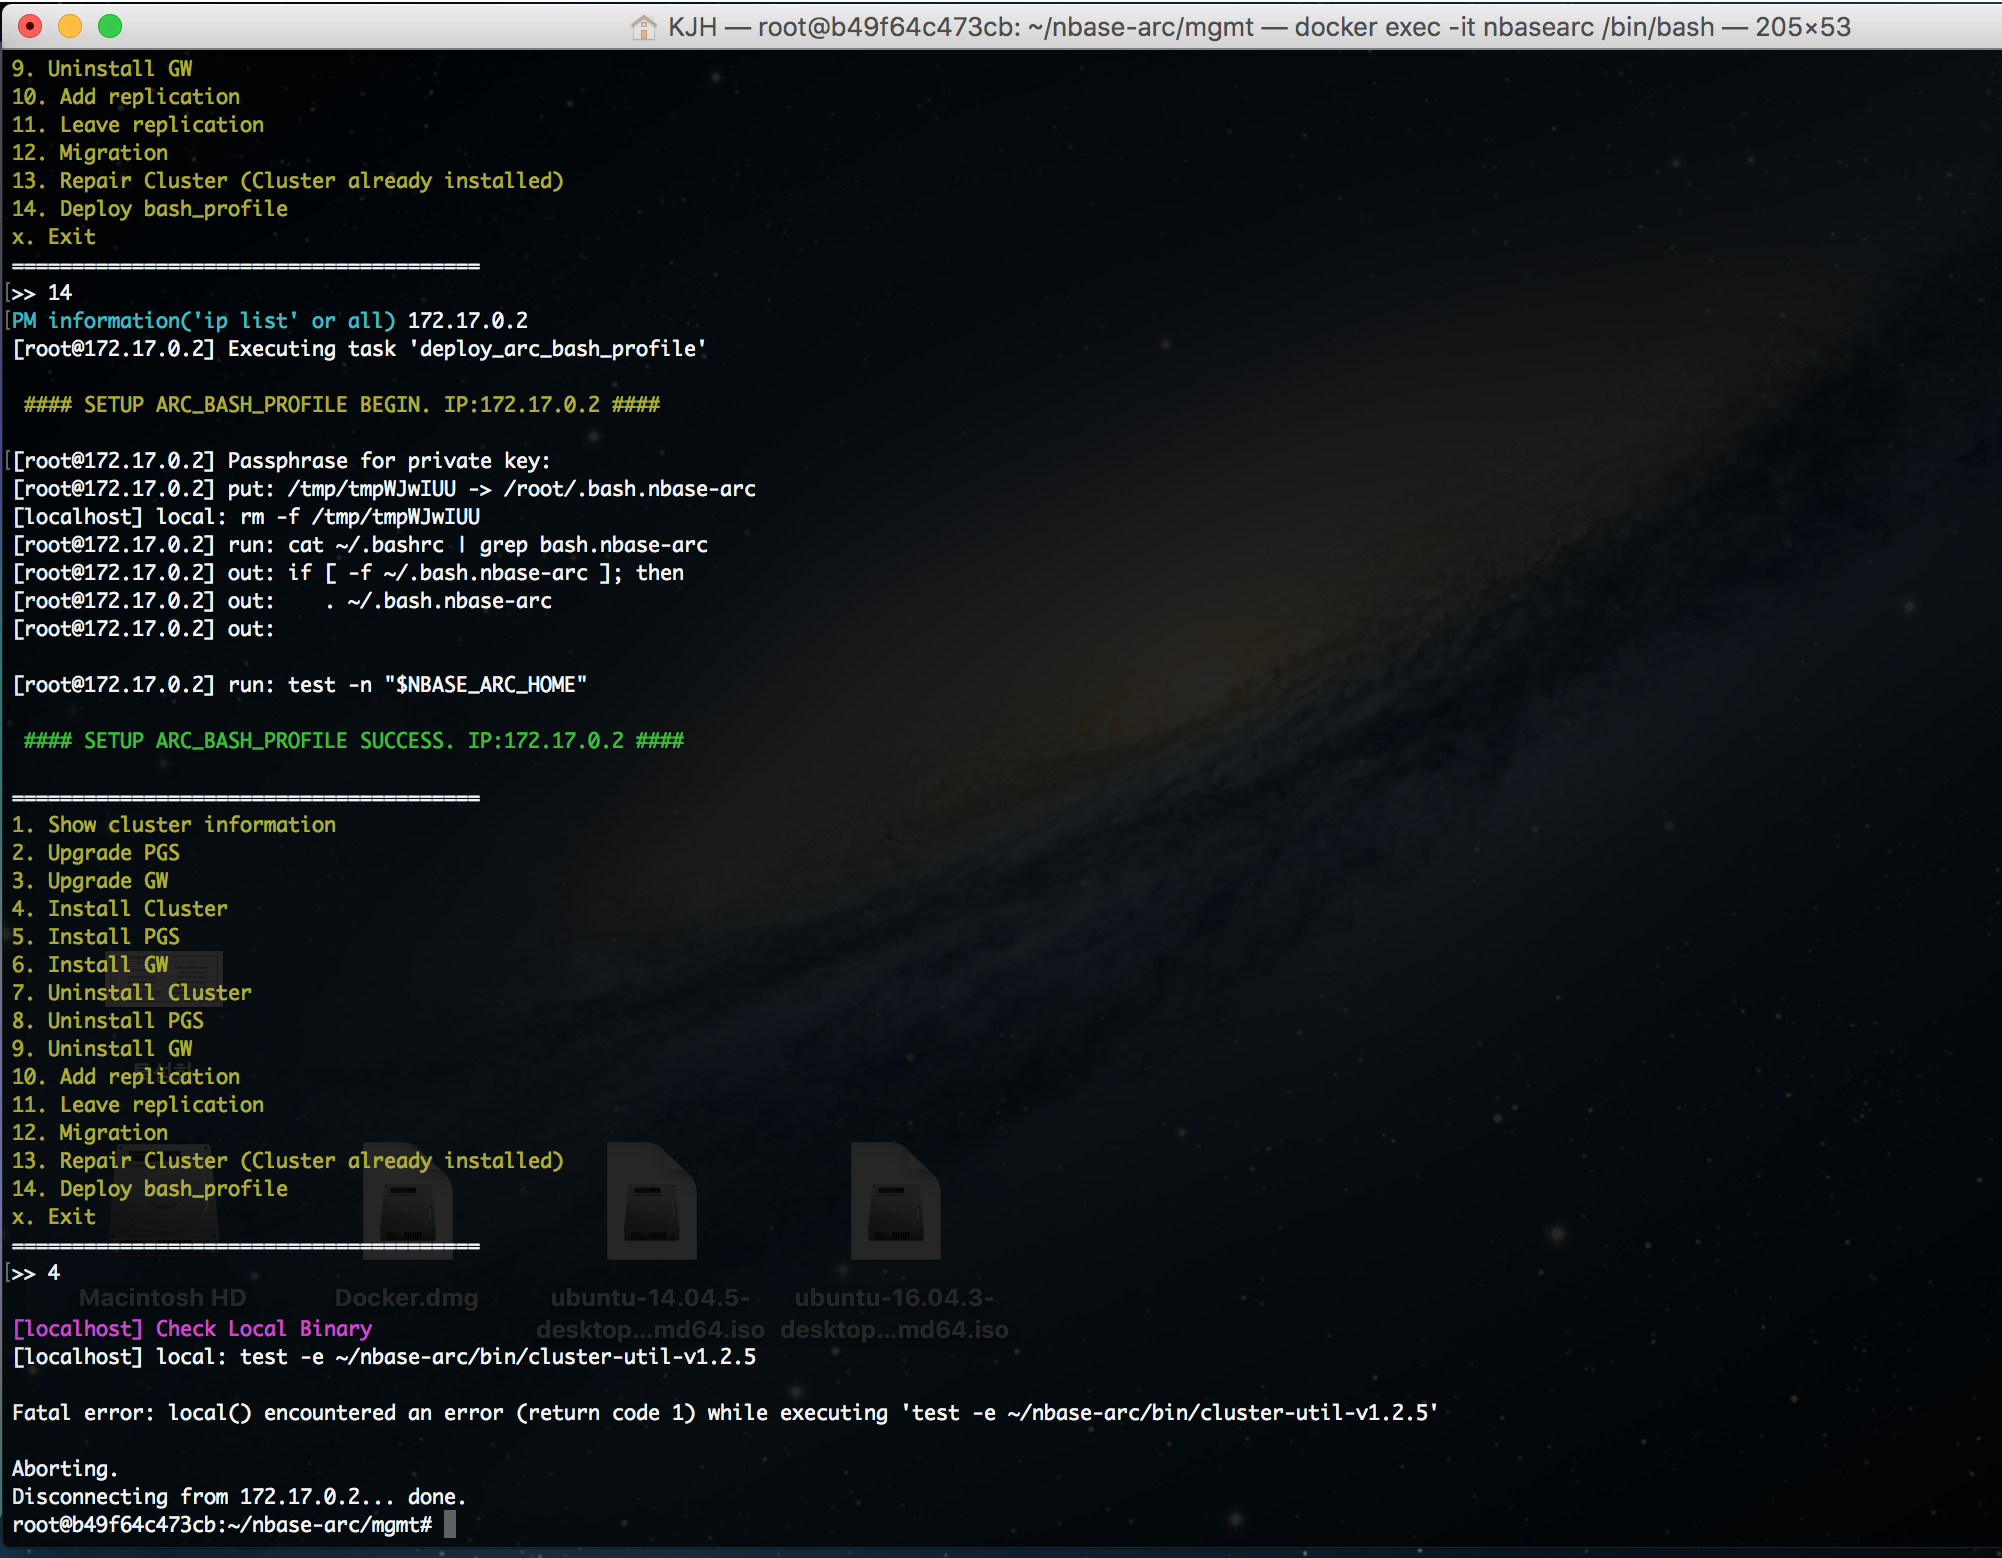 KJH — root@b49f64c473cb: ~/nbase-arc/mgmt — docker exec -it nbasearc /bin/bash — 205×53
9. Uninstall GW
10. Add replication
11. Leave replication
12. Migration
13. Repair Cluster (Cluster already installed)
14. Deploy bash_profile
x. Exit
=======================================
[>> 14
[PM information('ip list' or all) 172.17.0.2
[root@172.17.0.2] Executing task 'deploy_arc_bash_profile'
#### SETUP ARC_BASH_PROFILE BEGIN. IP:172.17.0.2 ####
[[root@172.17.0.2] Passphrase for private key:
[root@172.17.0.2] put: /tmp/tmpWJwIUU -> /root/.bash.nbase-arc
[localhost] local: rm -f /tmp/tmpWJwIUU
[root@172.17.0.2] run: cat ~/.bashrc | grep bash.nbase-arc
[root@172.17.0.2] out: if [ -f ~/.bash.nbase-arc ]; then
[root@172.17.0.2] out:    . ~/.bash.nbase-arc
[root@172.17.0.2] out:
[root@172.17.0.2] run: test -n "$NBASE_ARC_HOME"
#### SETUP ARC_BASH_PROFILE SUCCESS. IP:172.17.0.2 ####
=======================================
1. Show cluster information
2. Upgrade PGS
3. Upgrade GW
4. Install Cluster
5. Install PGS
6. Install GW
7. Uninstall Cluster
8. Uninstall PGS
9. Uninstall GW
10. Add replication
11. Leave replication
12. Migration
13. Repair Cluster (Cluster already installed)
14. Deploy bash_profile
x. Exit
=======================================
[>> 4
Macintosh HD
Docker.dmg
ubuntu-14.04.5-
desktop...md64.iso
ubuntu-16.04.3-
desktop...md64.iso
[localhost] Check Local Binary
[localhost] local: test -e ~/nbase-arc/bin/cluster-util-v1.2.5
Fatal error: local() encountered an error (return code 1) while executing 'test -e ~/nbase-arc/bin/cluster-util-v1.2.5'
Aborting.
Disconnecting from 172.17.0.2... done.
root@b49f64c473cb:~/nbase-arc/mgmt#